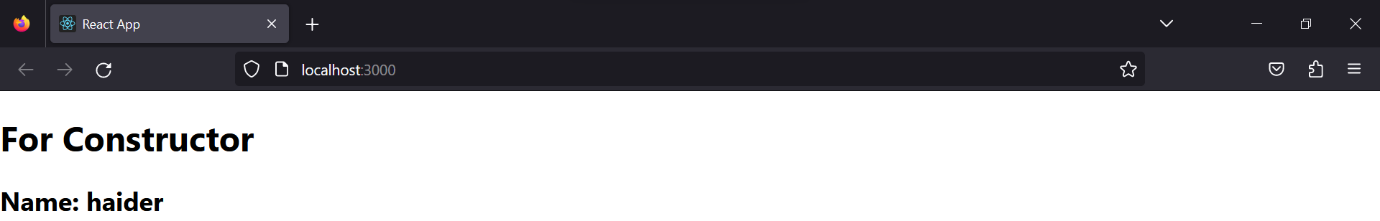 React App
localhost:3000
For Constructor
Name: haider